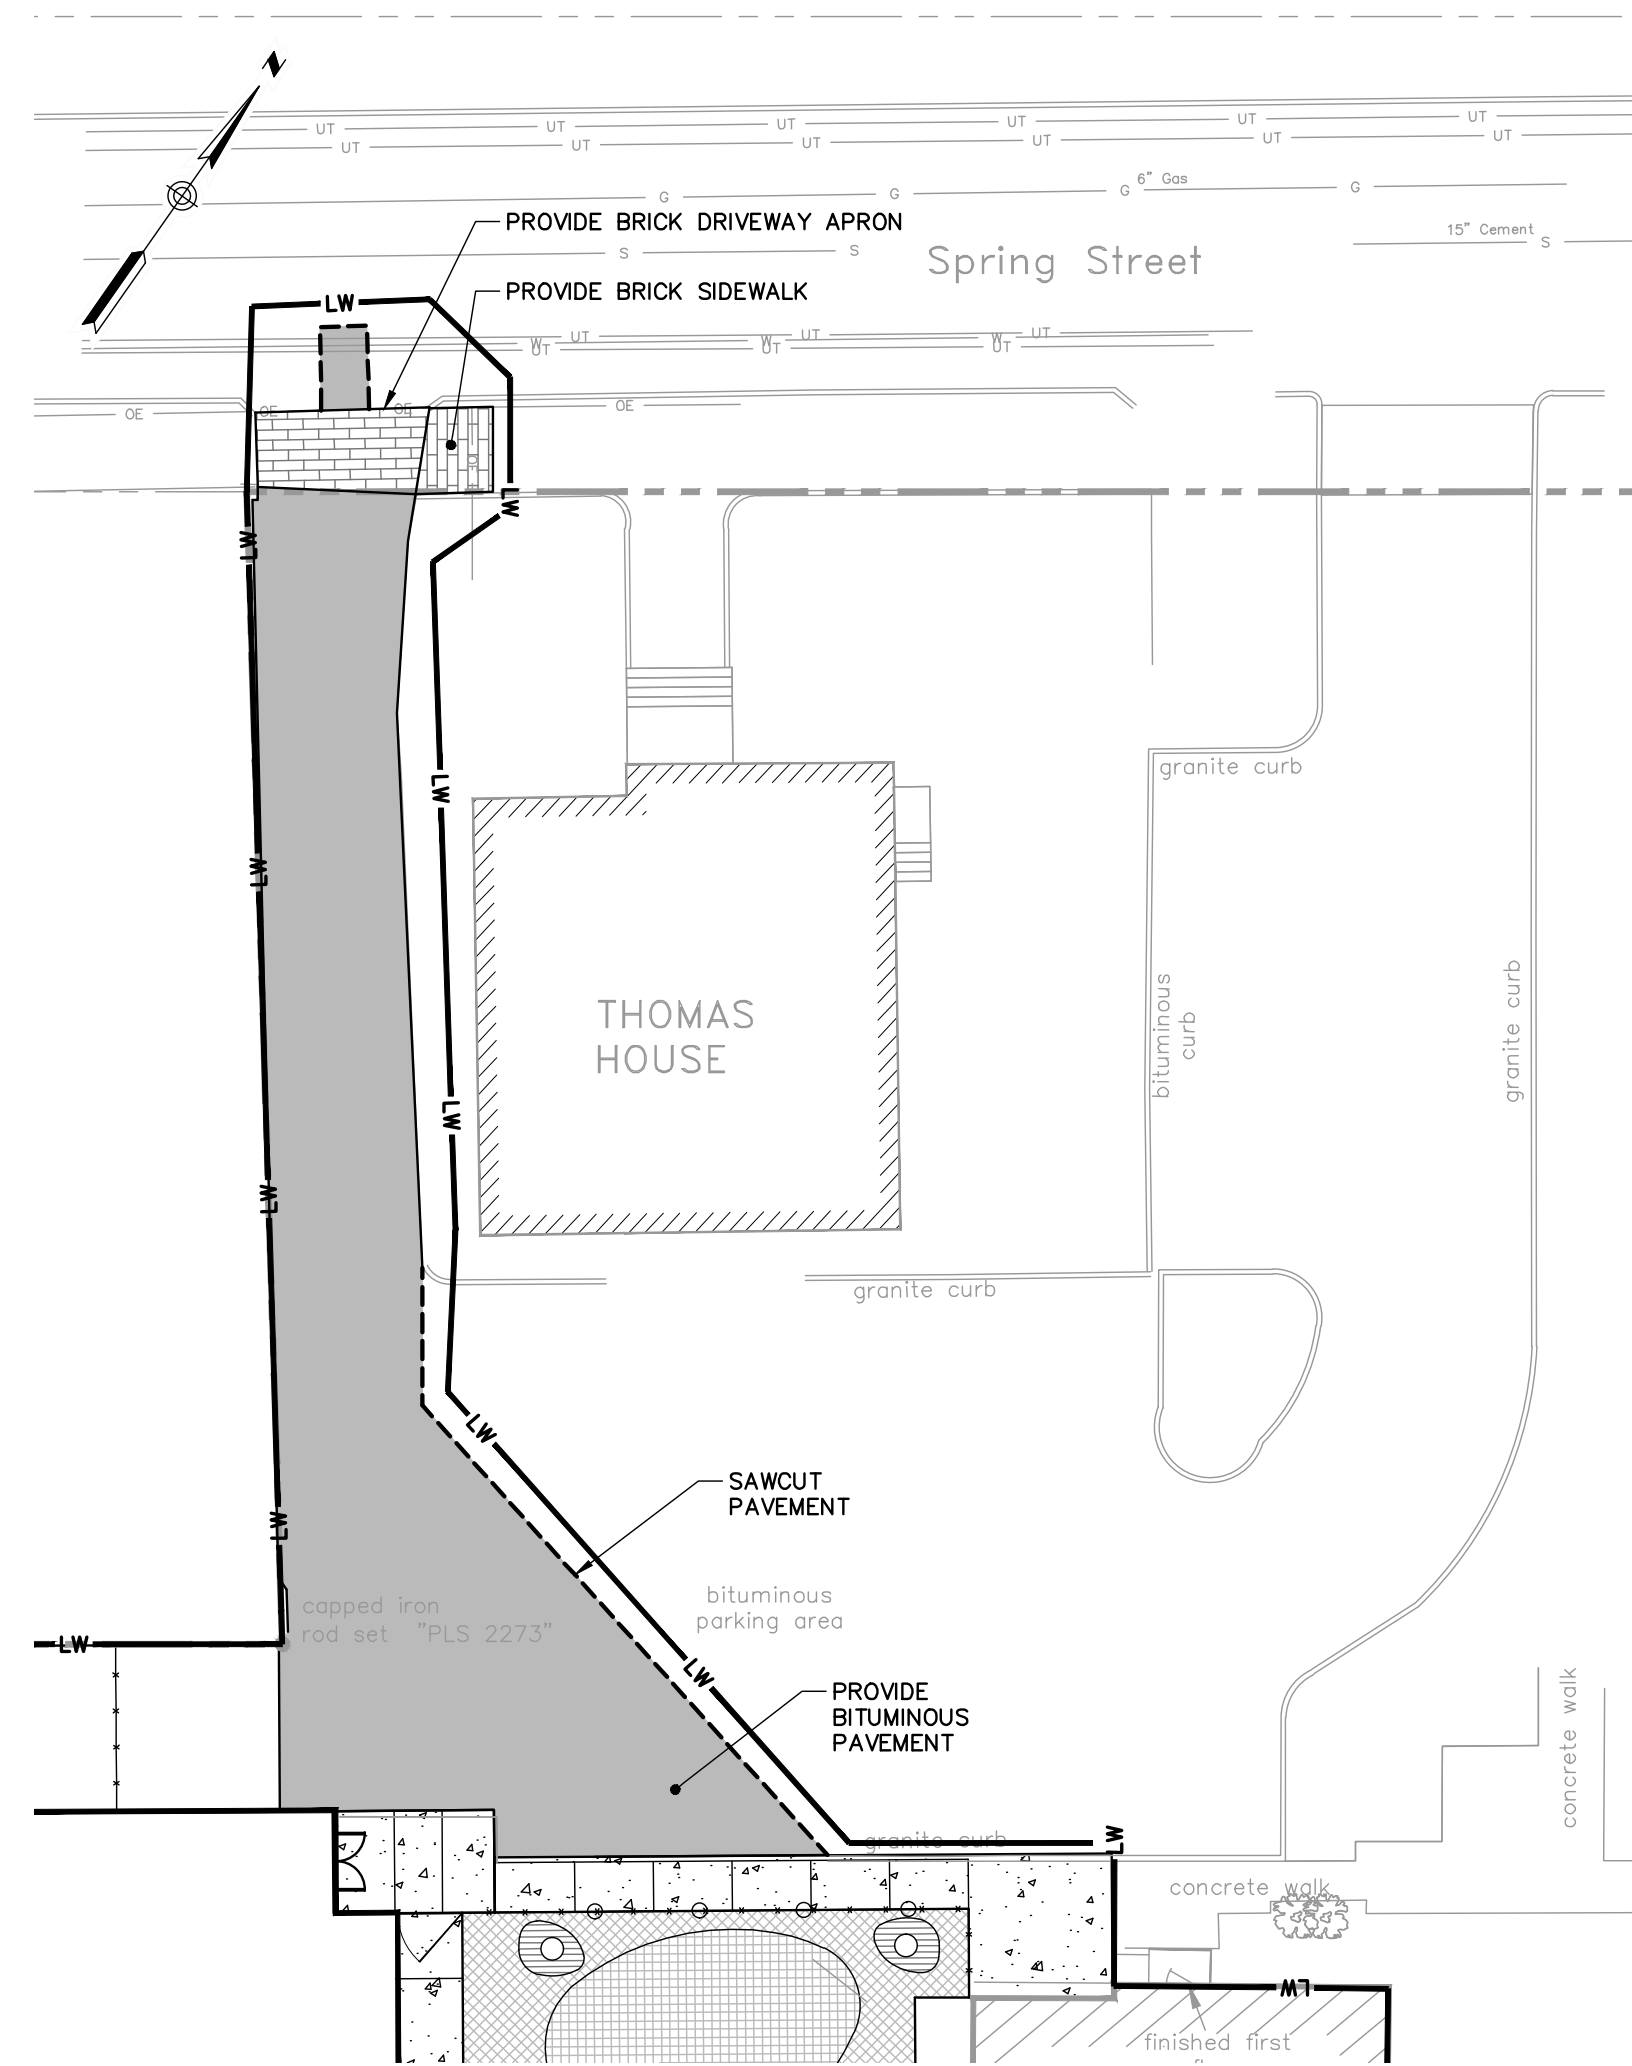 N
UT UT UT UT UT UT
UT UT UT UT UT UT
6" Gas
G G G G
PROVIDE BRICK DRIVEWAY APRON
15" Cement
S S S
Spring Street
PROVIDE BRICK SIDEWALK
LW
UT UT UT
W W W
UT UT UT
OE OE OE OE
LW
LW
granite curb
LW
LW
bituminous
curb
granite curb
THOMAS
HOUSE
LW
LW
granite curb
LW
SAWCUT
PAVEMENT
LW
bituminous
parking area
capped iron
rod set "PLS 2273"
LW
LW
PROVIDE
BITUMINOUS
PAVEMENT
concrete walk
granite curb
LW
concrete walk
LW
finished first